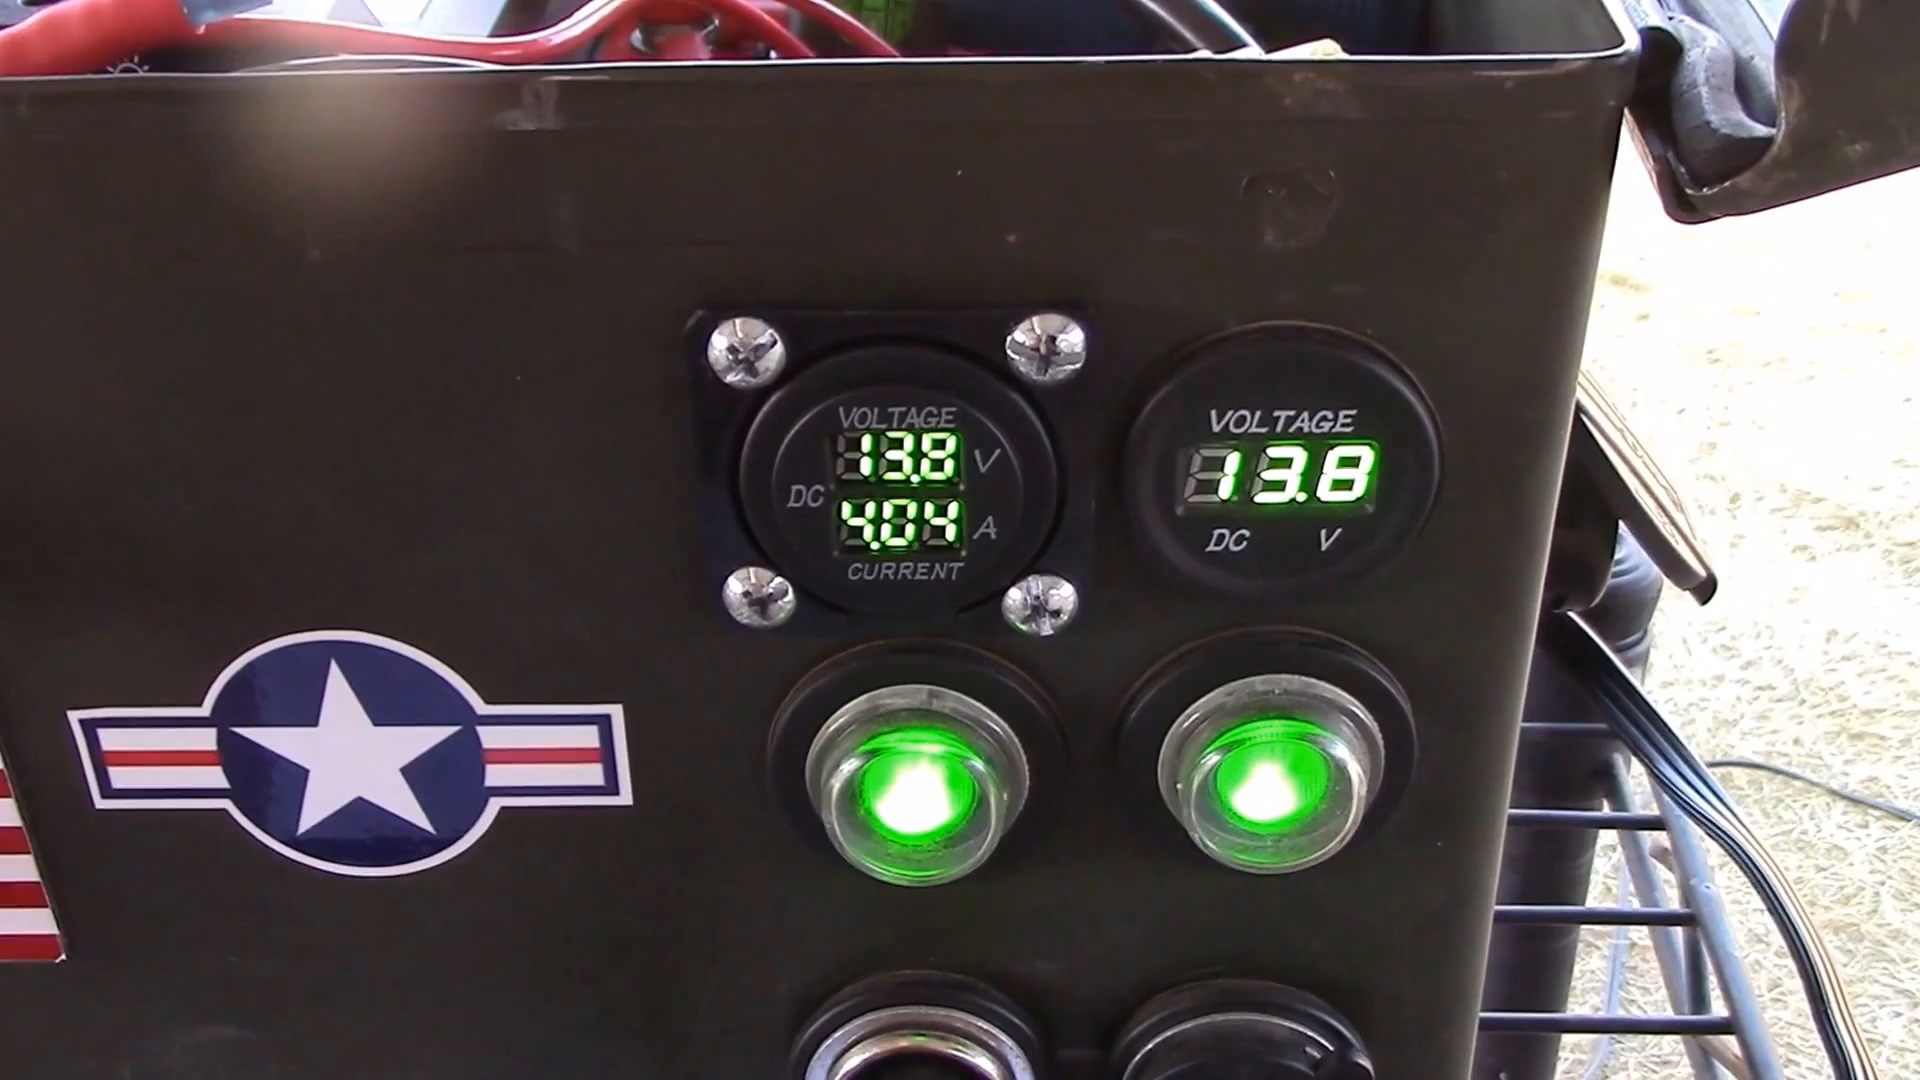 VOLTAGE
13.8 V
DC
4.04 A
CURRENT
VOLTAGE
13.8
DC V